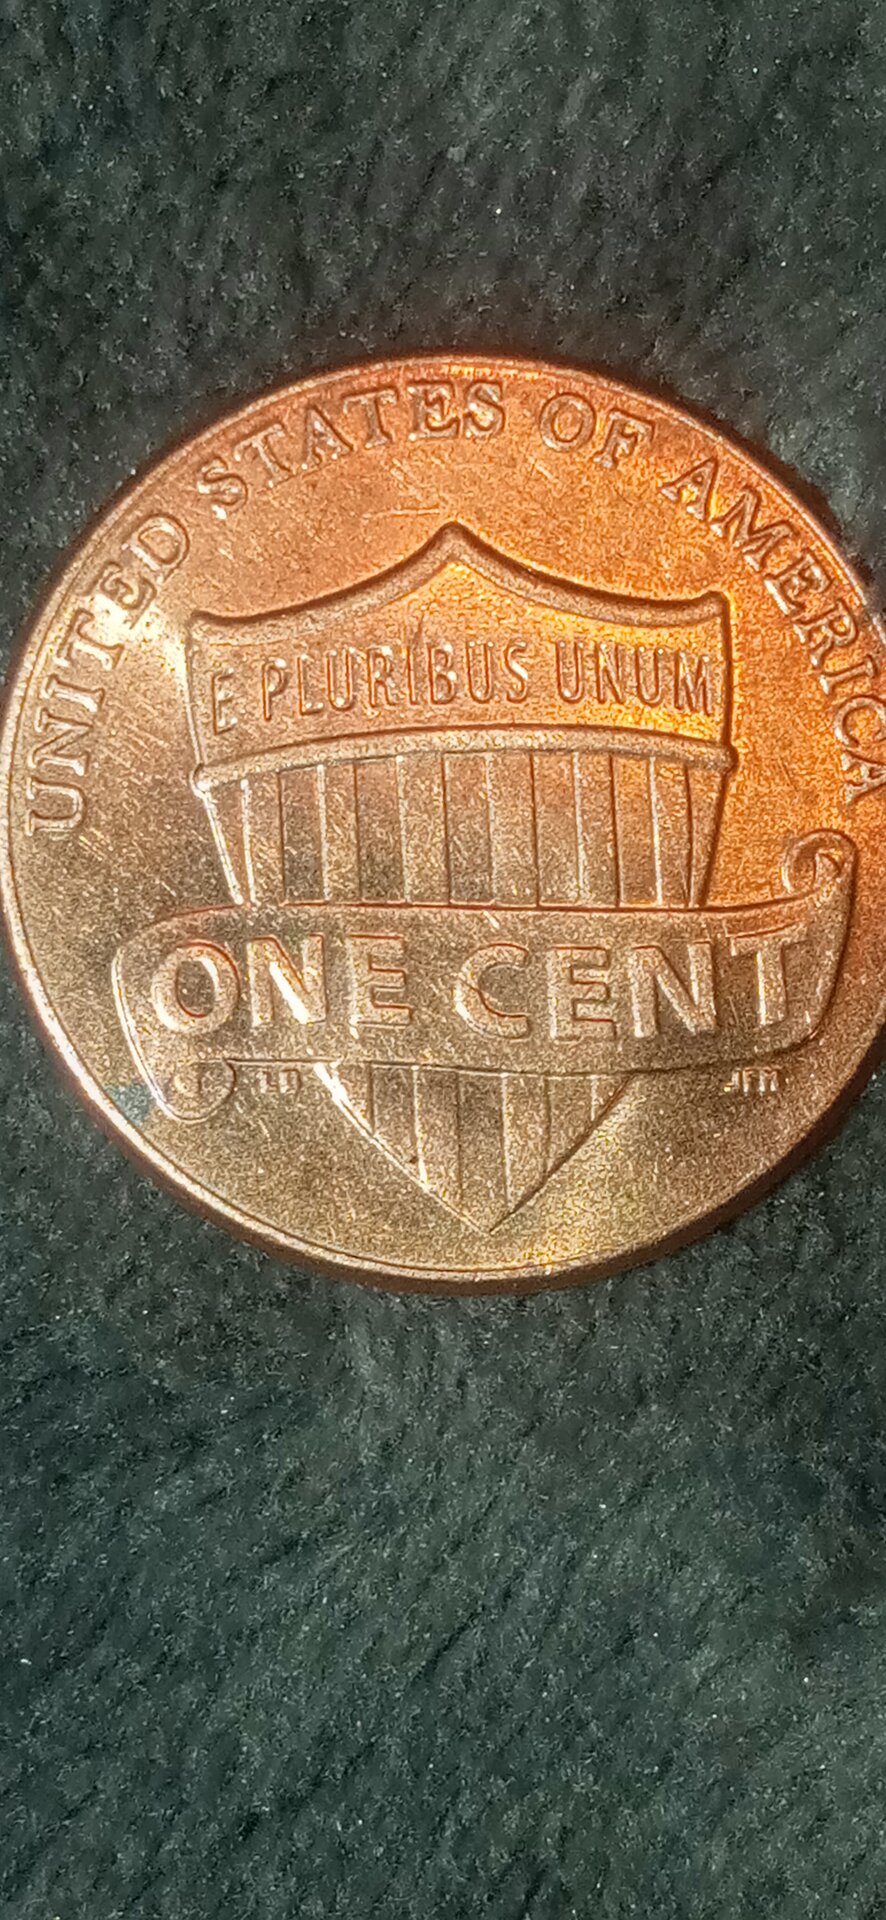 UNITED STATES OF AMERICA
E PLURIBUS UNUM
ONE CENT